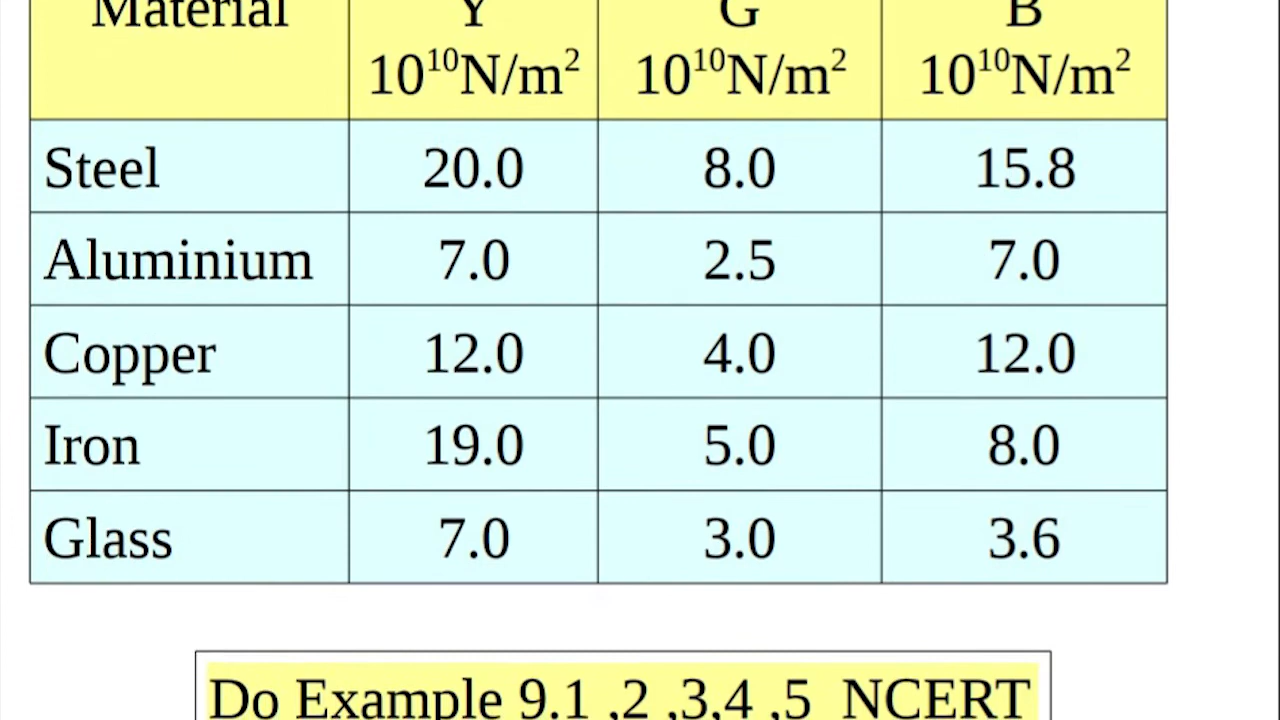 Material Y G B
10¹⁰N/m² 10¹⁰N/m² 10¹⁰N/m²
Steel 20.0 8.0 15.8
Aluminium 7.0 2.5 7.0
Copper 12.0 4.0 12.0
Iron 19.0 5.0 8.0
Glass 7.0 3.0 3.6
Do Example 9.1 ,2 ,3,4 ,5 NCERT